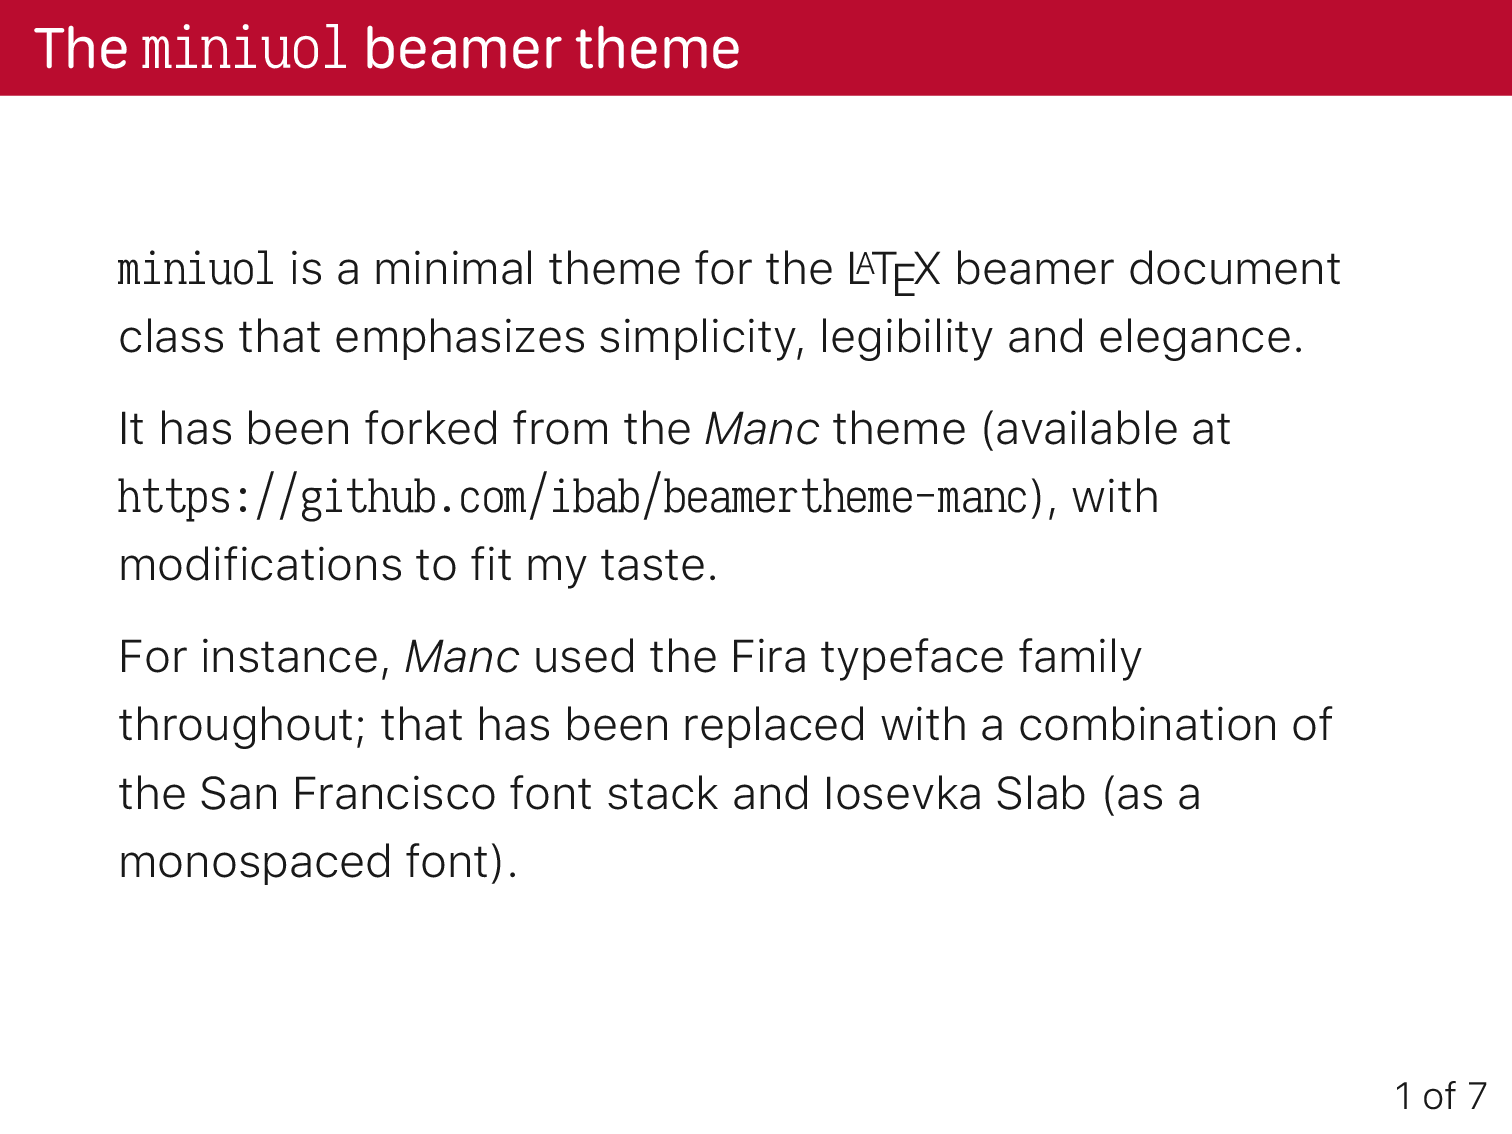 The miniuol beamer theme
miniuol is a minimal theme for the LATEX beamer document
class that emphasizes simplicity, legibility and elegance.
It has been forked from the Manc theme (available at
https://github.com/ibab/beamertheme-manc), with
modifications to fit my taste.
For instance, Manc used the Fira typeface family
throughout; that has been replaced with a combination of
the San Francisco font stack and Iosevka Slab (as a
monospaced font).
1 of 7